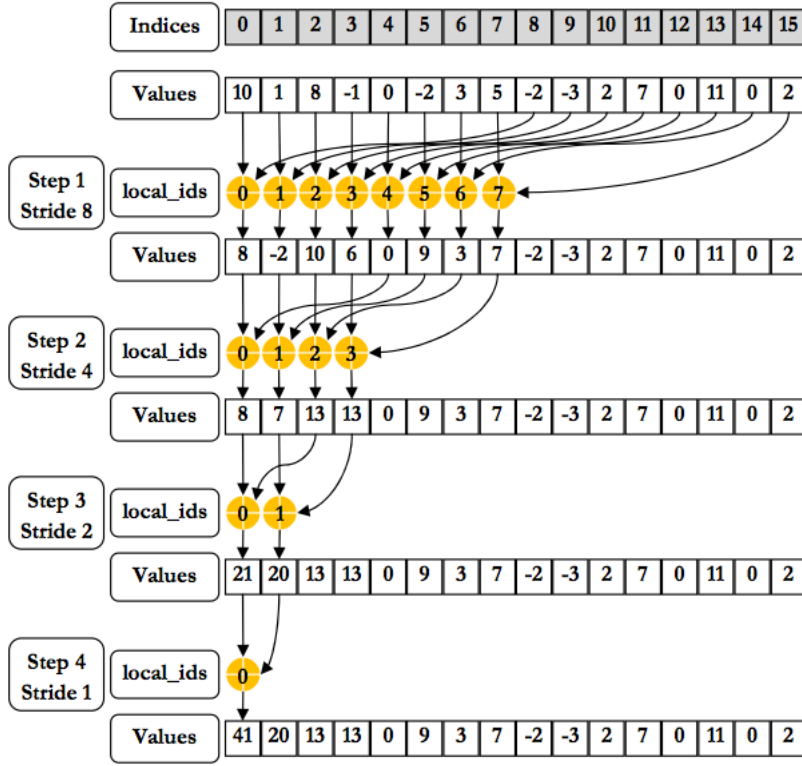 Indices 0 1 2 3 4 5 6 7 8 9 10 11 12 13 14 15
Values 10 1 8 -1 0 -2 3 5 -2 -3 2 7 0 11 0 2
Step 1
Stride 8
local_ids 0 1 2 3 4 5 6 7
Values 8 -2 10 6 0 9 3 7 -2 -3 2 7 0 11 0 2
Step 2
Stride 4
local_ids 0 1 2 3
Values 8 7 13 13 0 9 3 7 -2 -3 2 7 0 11 0 2
Step 3
Stride 2
local_ids 0 1
Values 21 20 13 13 0 9 3 7 -2 -3 2 7 0 11 0 2
Step 4
Stride 1
local_ids 0
Values 41 20 13 13 0 9 3 7 -2 -3 2 7 0 11 0 2